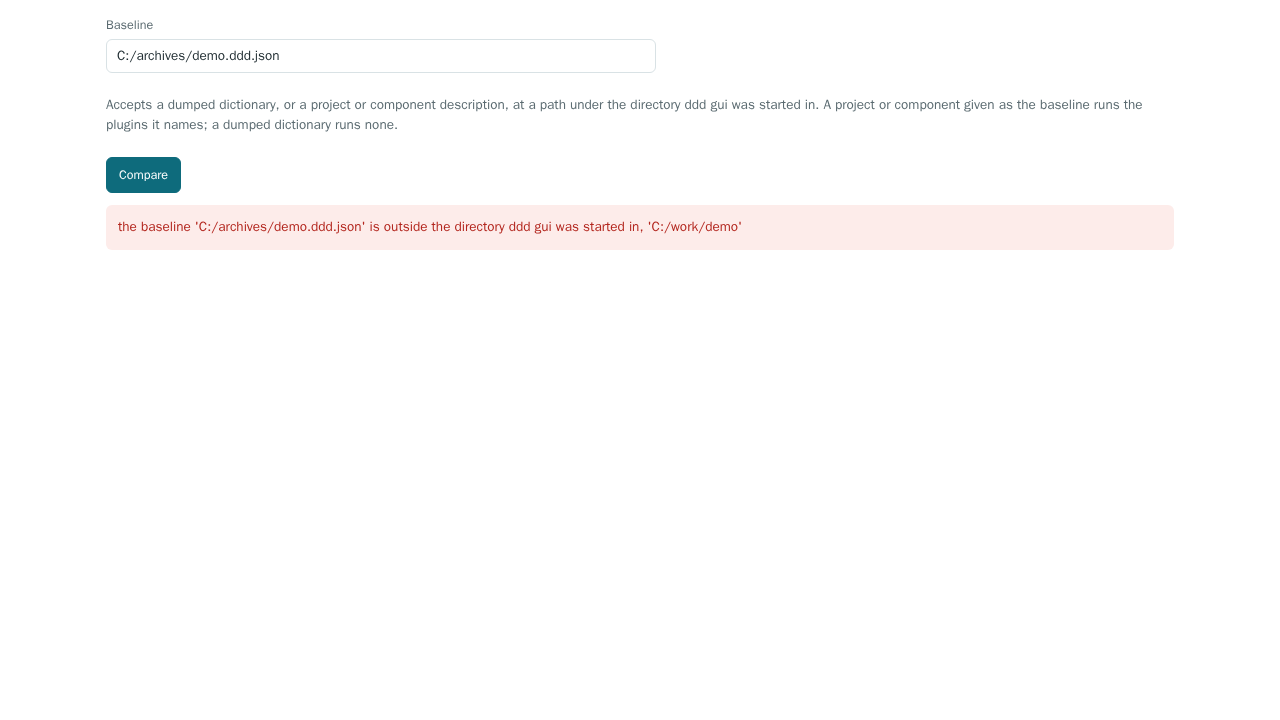 Baseline
C:/archives/demo.ddd.json
Accepts a dumped dictionary, or a project or component description, at a path under the directory ddd gui was started in. A project or component given as the baseline runs the
plugins it names; a dumped dictionary runs none.
Compare
the baseline 'C:/archives/demo.ddd.json' is outside the directory ddd gui was started in, 'C:/work/demo'